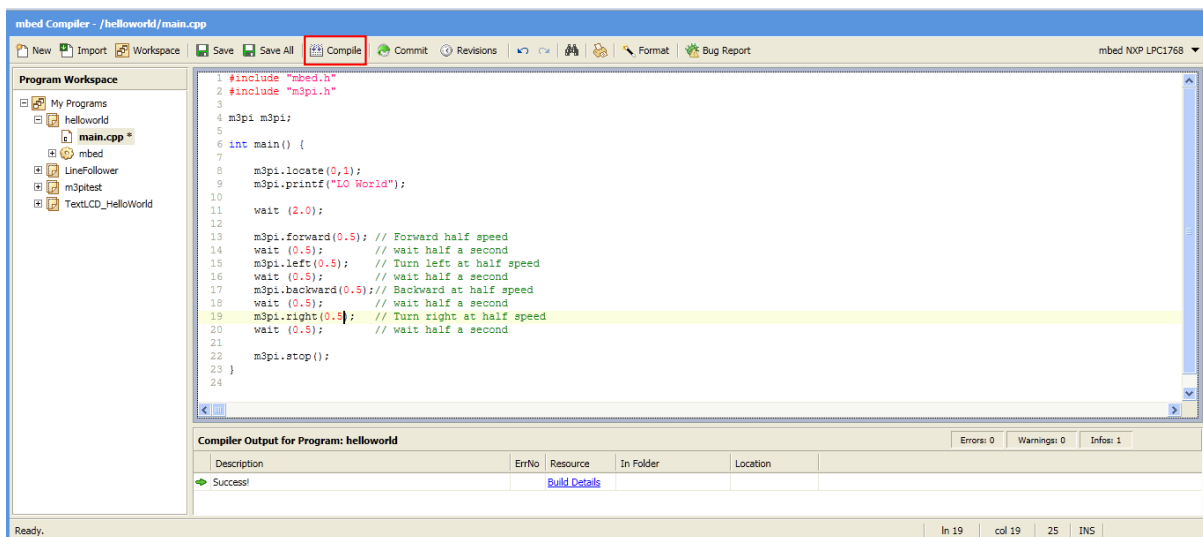 mbed Compiler - /helloworld/main.cpp
New Import Workspace Save Save All Compile Commit Revisions Format Bug Report mbed NXP LPC1768
Program Workspace
My Programs
helloworld
main.cpp *
mbed
LineFollower
m3pitest
TextLCD_HelloWorld
1 #include "mbed.h"
2 #include "m3pi.h"
3
4 m3pi m3pi;
5
6 int main() {
7
8 m3pi.locate(0,1);
9 m3pi.printf("LO World");
10
11 wait (2.0);
12
13 m3pi.forward(0.5); // Forward half speed
14 wait (0.5); // wait half a second
15 m3pi.left(0.5); // Turn left at half speed
16 wait (0.5); // wait half a second
17 m3pi.backward(0.5);// Backward at half speed
18 wait (0.5); // wait half a second
19 m3pi.right(0.5); // Turn right at half speed
20 wait (0.5); // wait half a second
21
22 m3pi.stop();
23 }
24
Compiler Output for Program: helloworld Errors: 0 Warnings: 0 Infos: 1
Description ErrNo Resource In Folder Location
Success! Build Details
Ready. ln 19 col 19 25 INS